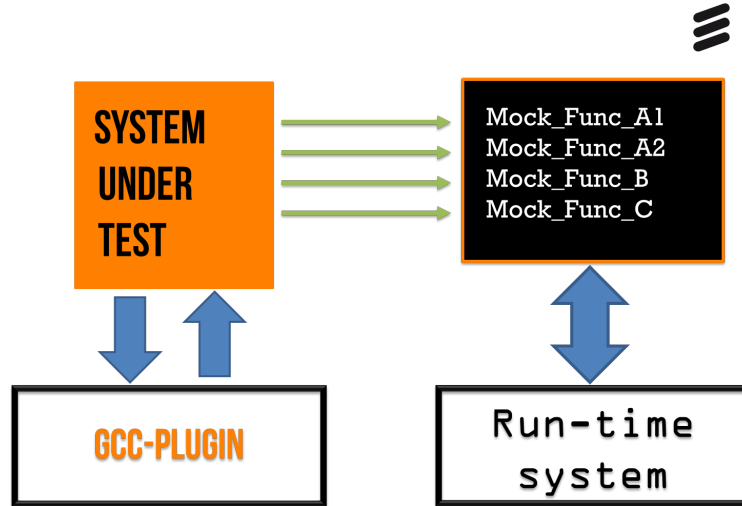 SYSTEM
UNDER
TEST
Mock_Func_A1
Mock_Func_A2
Mock_Func_B
Mock_Func_C
GCC-PLUGIN
Run-time
system